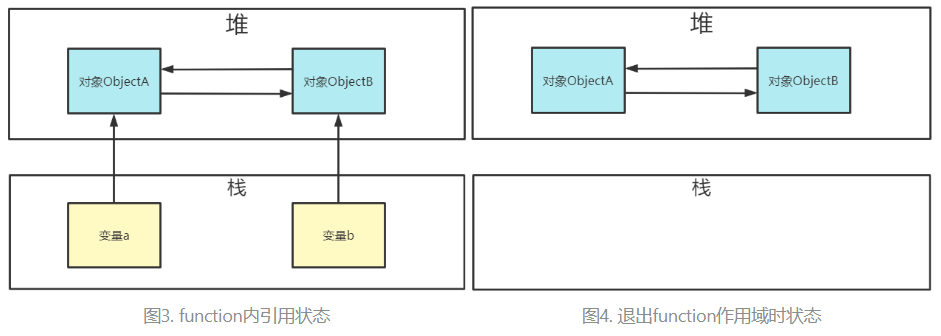 堆
对象ObjectA
对象ObjectB
栈
变量a
变量b
图3. function内引用状态
堆
对象ObjectA
对象ObjectB
栈
图4. 退出function作用域时状态